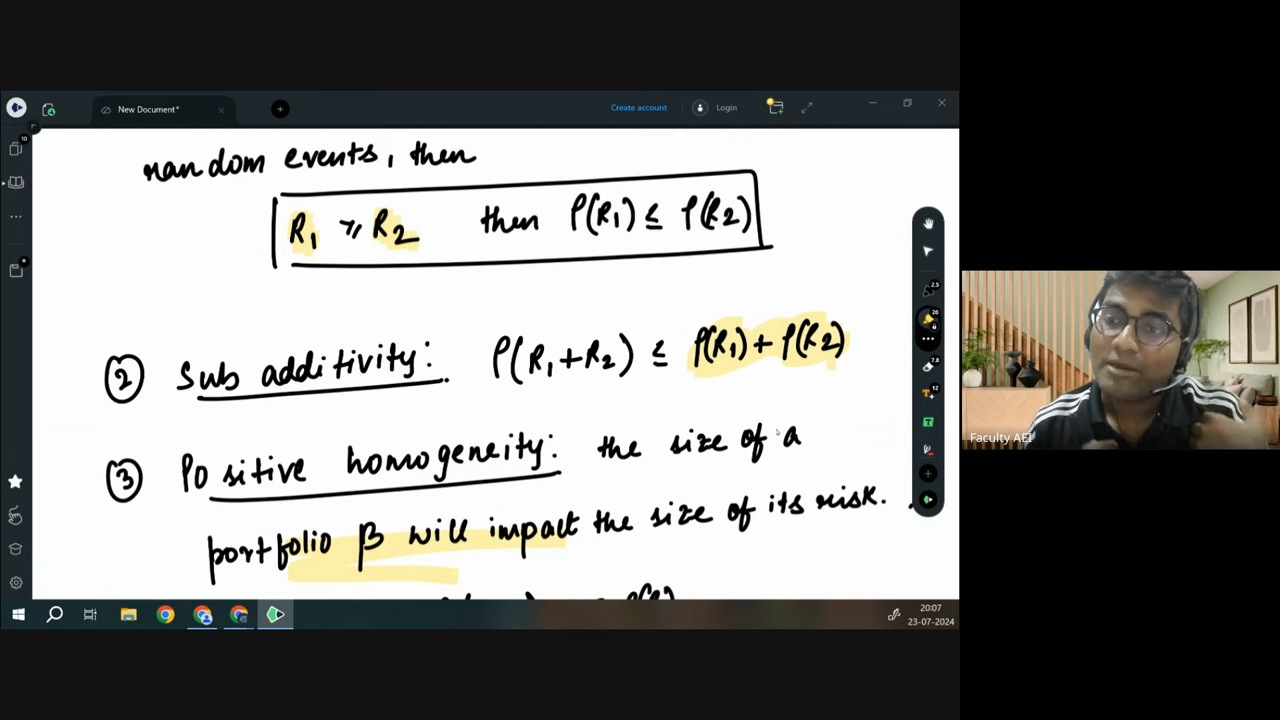 New Document*
Create account
Login
random events, then
R1 ≥ R2 then ρ(R1) ≤ ρ(R2)
② Sub additivity: ρ(R1+R2) ≤ ρ(R1) + ρ(R2)
③ Positive homogeneity: the size of a
portfolio β will impact the size of its risk.
Faculty AEI
20:07
23-07-2024